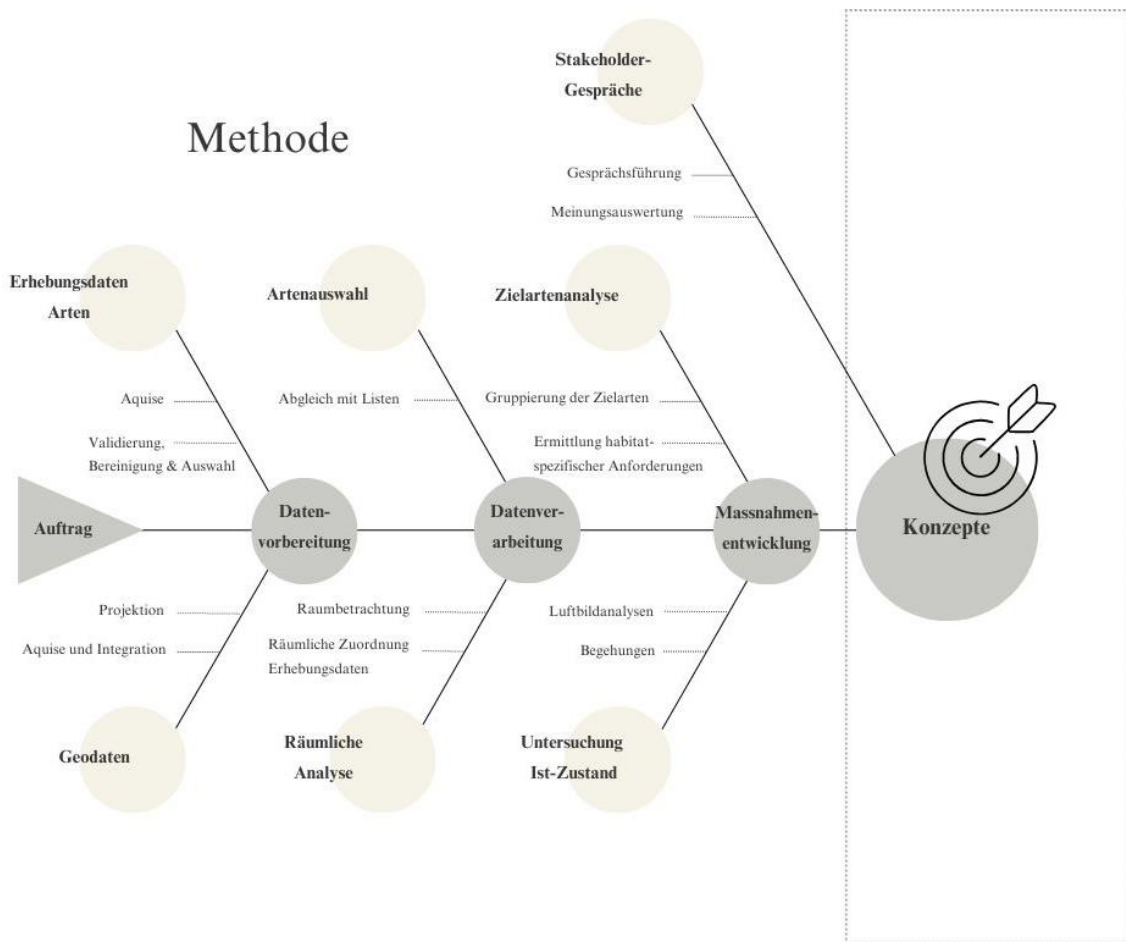 Methode
Stakeholder-
Gespräche
Gesprächsführung
Meinungsauswertung
Erhebungsdaten
Arten
Aquise
Validierung,
Bereinigung & Auswahl
Artenauswahl
Abgleich mit Listen
Zielartenanalyse
Gruppierung der Zielarten
Ermittlung habitat-
spezifischer Anforderungen
Auftrag
Daten-
vorbereitung
Datenver-
arbeitung
Massnahmen-
entwicklung
Konzepte
Projektion
Aquise und Integration
Geodaten
Raumbetrachtung
Räumliche Zuordnung
Erhebungsdaten
Räumliche
Analyse
Luftbildanalysen
Begehungen
Untersuchung
Ist-Zustand